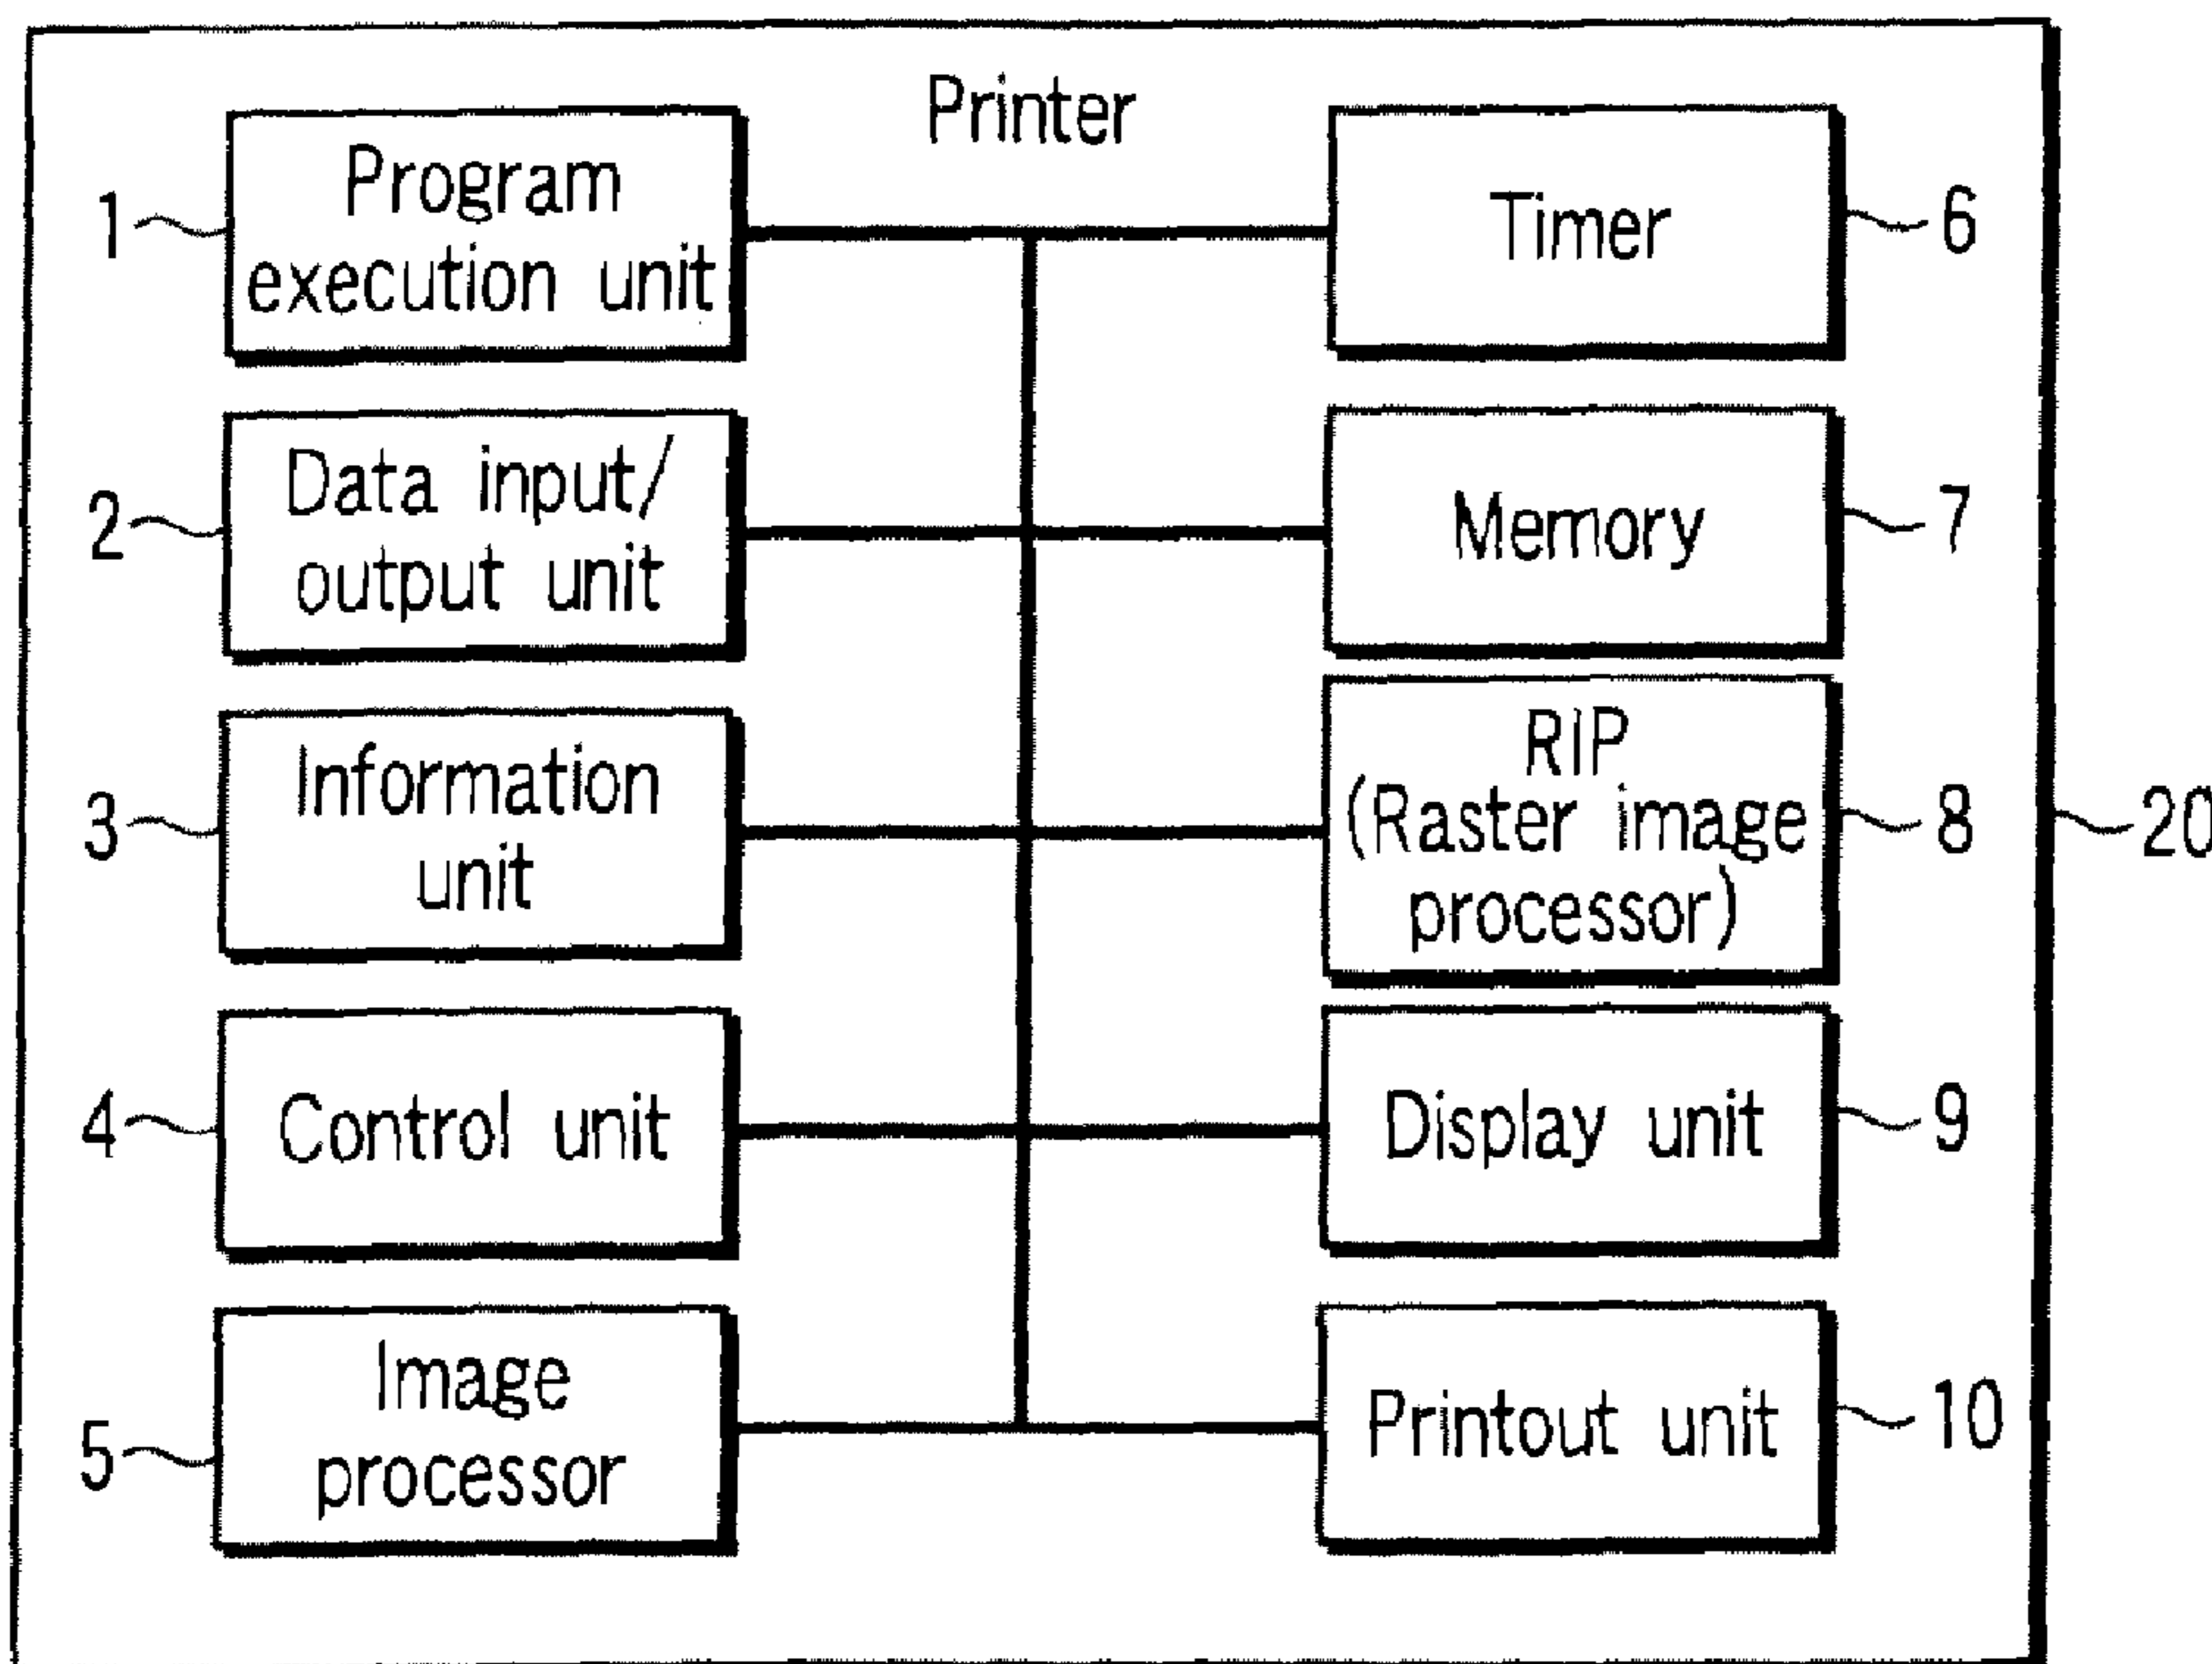 Printer
1
Program
execution unit
2
Data input/
output unit
3
Information
unit
4
Control unit
5
Image
processor
Timer
6
Memory
7
RIP
(Raster image
processor)
8
Display unit
9
Printout unit
10
20